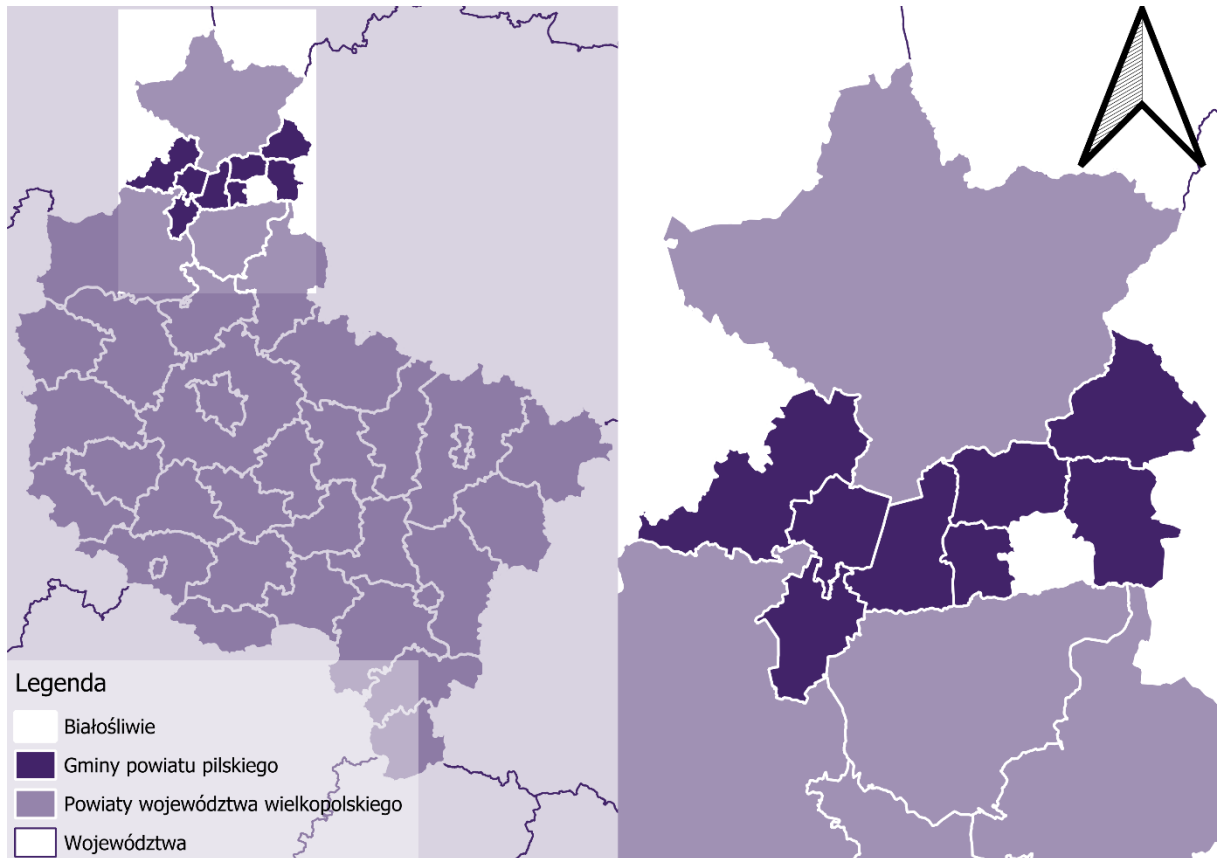 Legenda
Białośliwie
Gminy powiatu pilskiego
Powiaty województwa wielkopolskiego
Województwa